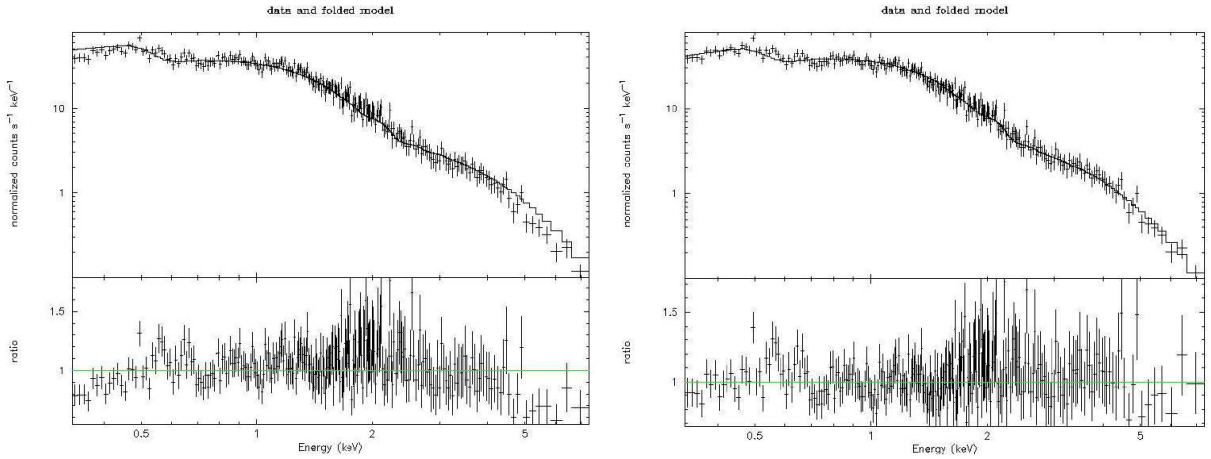 data and folded model
normalized counts s⁻¹ keV⁻¹
10
1
ratio
1.5
1
0.5
1
2
5
Energy (keV)
data and folded model
normalized counts s⁻¹ keV⁻¹
10
1
ratio
1.5
1
0.5
1
2
5
Energy (keV)